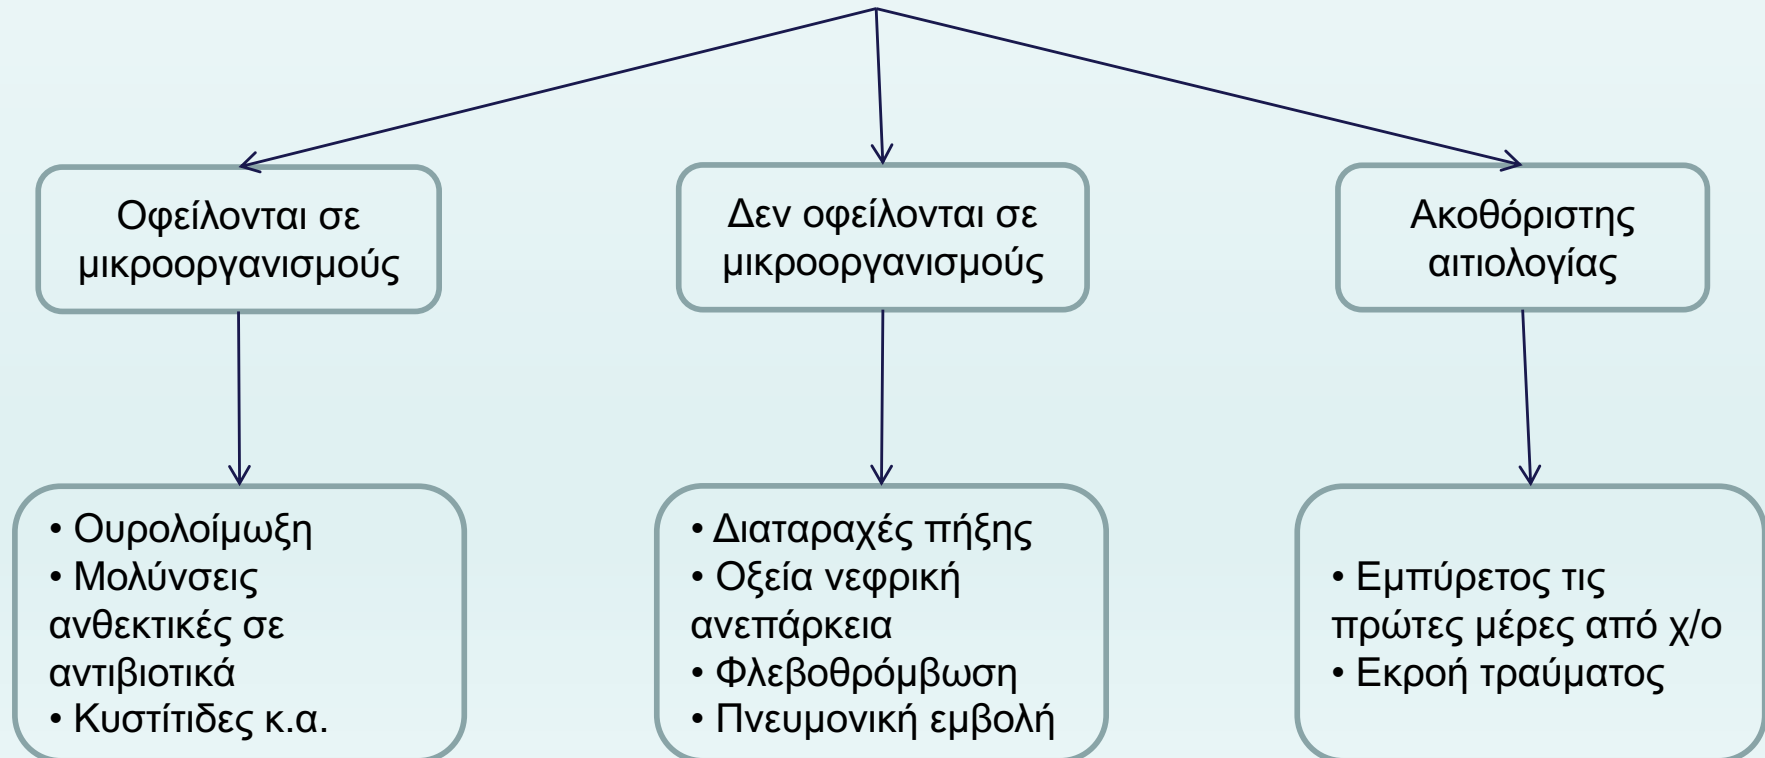 Οφείλονται σε
μικροοργανισμούς
Δεν οφείλονται σε
μικροοργανισμούς
Ακοθόριστης
αιτιολογίας
• Ουρολοίμωξη
• Μολύνσεις
ανθεκτικές σε
αντιβιοτικά
• Κυστίτιδες κ.α.
• Διαταραχές πήξης
• Οξεία νεφρική
ανεπάρκεια
• Φλεβοθρόμβωση
• Πνευμονική εμβολή
• Εμπύρετος τις
πρώτες μέρες από χ/ο
• Εκροή τραύματος